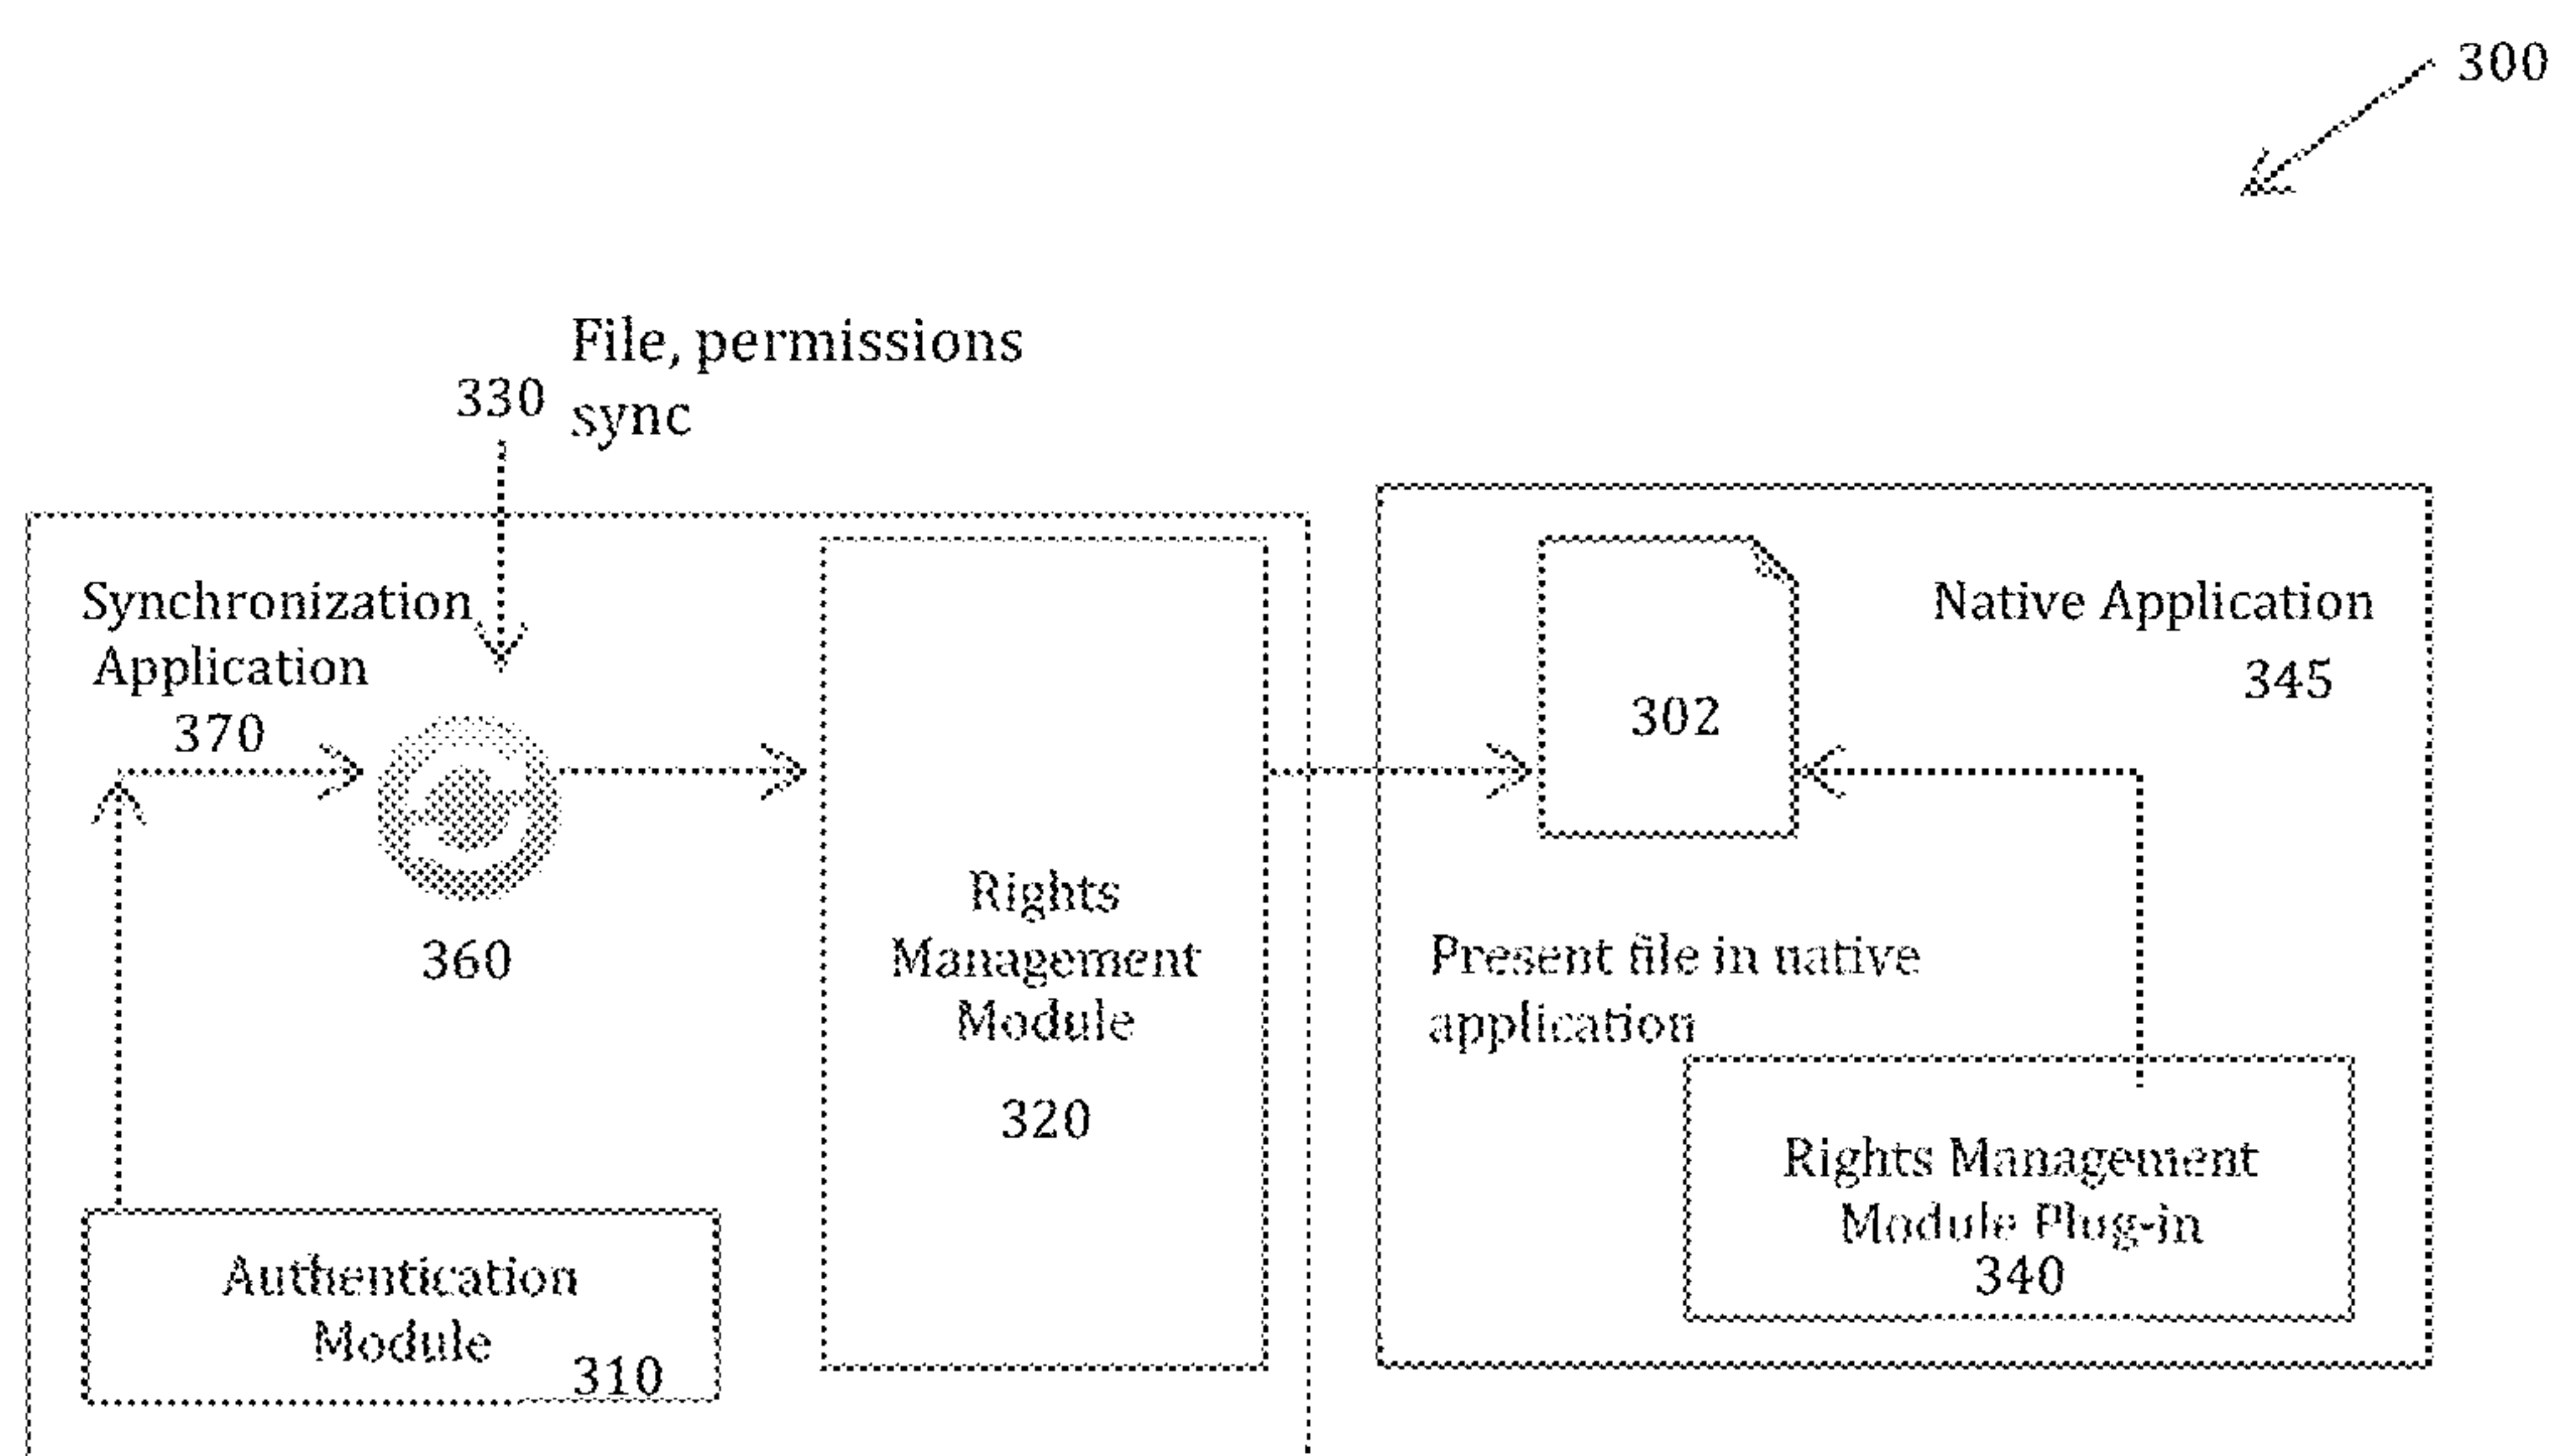 300
File, permissions
330
sync
Synchronization
Application
370
360
Rights
Management
Module
320
Authentication
Module
310
Native Application
345
302
Present file in native
application
Rights Management
Module Plug-in
340